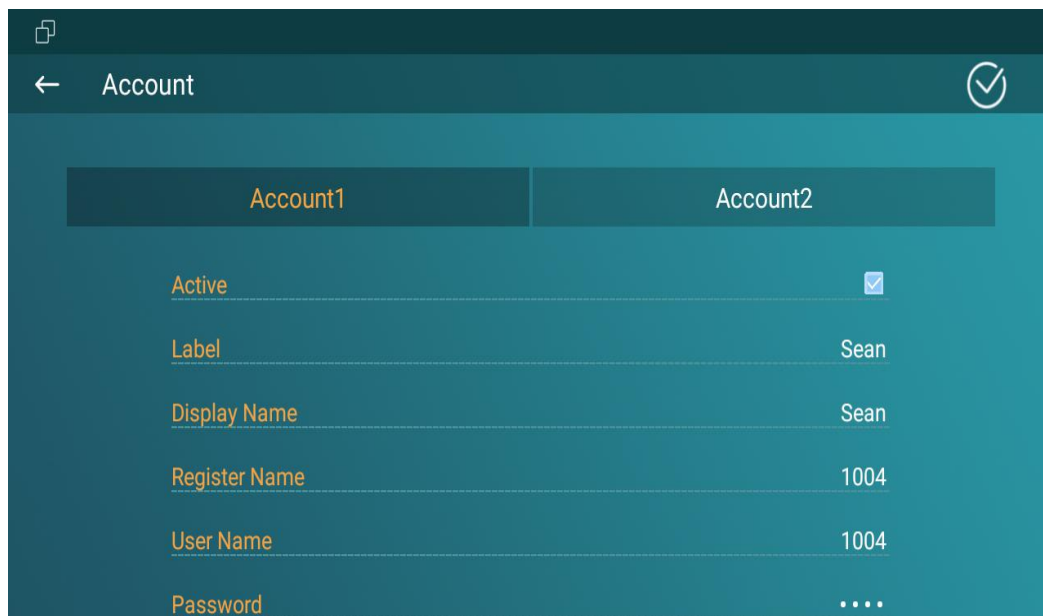 Account
Account1 Account2
Active
Label Sean
Display Name Sean
Register Name 1004
User Name 1004
Password ••••